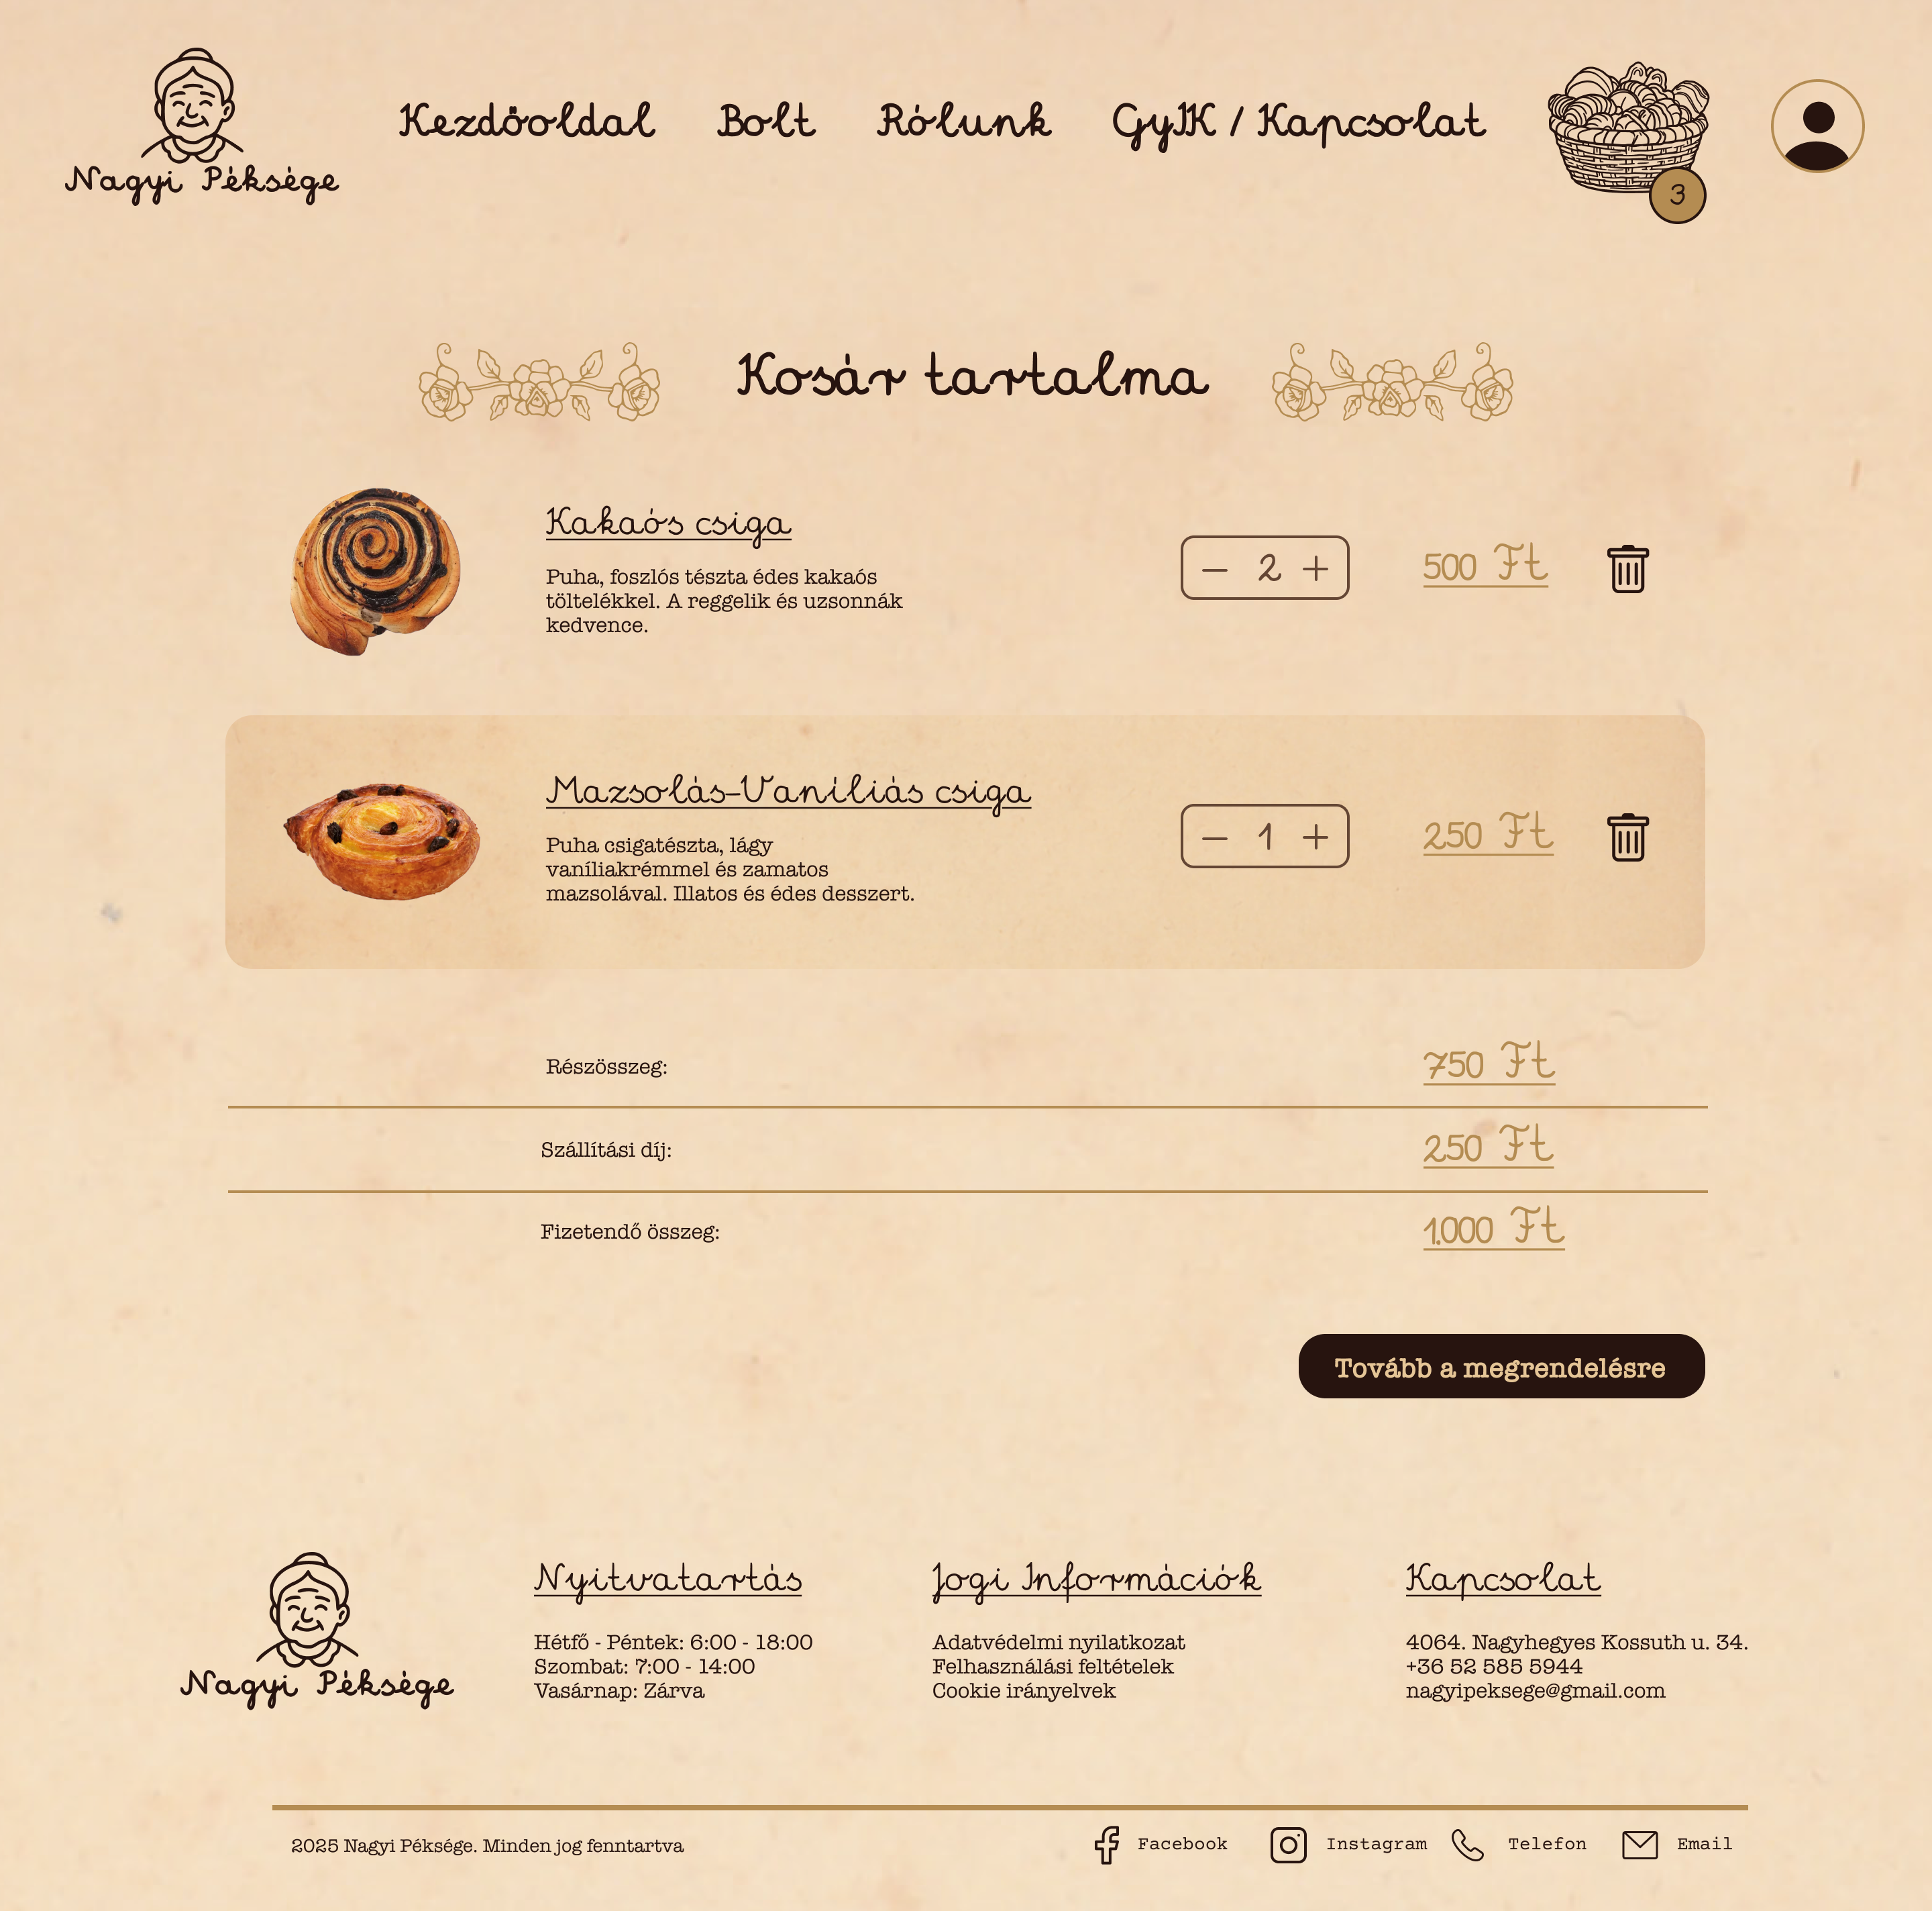 Nagyi Péksége
Kezdőoldal
Bolt
Rólunk
GyIK / Kapcsolat
3
Kosár tartalma
Kakaós csiga
Puha, foszlós tészta édes kakaós
töltelékkel. A reggelik és uzsonnák
kedvence.
− 2 +
500 Ft
Mazsolás-Vaníliás csiga
Puha csigatészta, lágy
vaníliakrémmel és zamatos
mazsolával. Illatos és édes desszert.
− 1 +
250 Ft
Részösszeg:
750 Ft
Szállítási díj:
250 Ft
Fizetendő összeg:
1.000 Ft
Tovább a megrendelésre
Nagyi Péksége
Nyitvatartás
Hétfő - Péntek: 6:00 - 18:00
Szombat: 7:00 - 14:00
Vasárnap: Zárva
Jogi Információk
Adatvédelmi nyilatkozat
Felhasználási feltételek
Cookie irányelvek
Kapcsolat
4064. Nagyhegyes Kossuth u. 34.
+36 52 585 5944
nagyipeksege@gmail.com
2025 Nagyi Péksége. Minden jog fenntartva
Facebook
Instagram
Telefon
Email